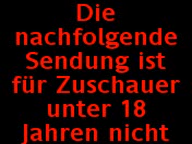 Die
nachfolgende
Sendung ist
für Zuschauer
unter 18
Jahren nicht